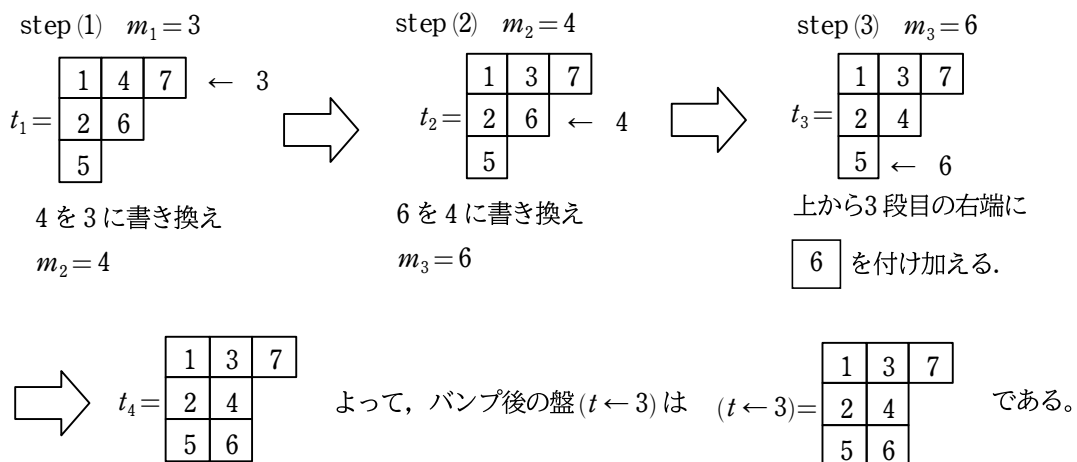 step (1) m₁ = 3
step (2) m₂ = 4
step (3) m₃ = 6
t₁ =
1 4 7 ← 3
2 6
5
t₂ =
1 3 7
2 6 ← 4
5
t₃ =
1 3 7
2 4
5 ← 6
4 を 3 に書き換え
m₂ = 4
6 を 4 に書き換え
m₃ = 6
上から3 段目の右端に
6 を付け加える.
t₄ =
1 3 7
2 4
5 6
よって, バンプ後の盤(t ← 3) は (t ← 3)=
1 3 7
2 4
5 6
である。